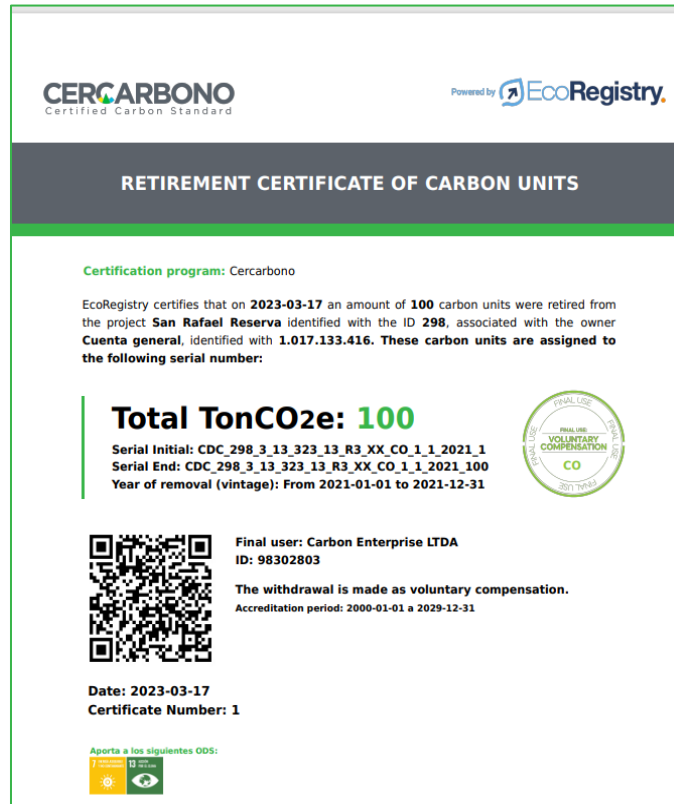 CERCARBONO
Certified Carbon Standard
Powered by EcoRegistry.
RETIREMENT CERTIFICATE OF CARBON UNITS
Certification program: Cercarbono
EcoRegistry certifies that on 2023-03-17 an amount of 100 carbon units were retired from
the project San Rafael Reserva identified with the ID 298, associated with the owner
Cuenta general, identified with 1.017.133.416. These carbon units are assigned to
the following serial number:
Total TonCO2e: 100
Serial Initial: CDC_298_3_13_323_13_R3_XX_CO_1_1_2021_1
Serial End: CDC_298_3_13_323_13_R3_XX_CO_1_1_2021_100
Year of removal (vintage): From 2021-01-01 to 2021-12-31
FINAL USE
FINAL USE
FINAL USE
FINAL USE
FINAL USE:
VOLUNTARY
COMPENSATION
CO
Final user: Carbon Enterprise LTDA
ID: 98302803
The withdrawal is made as voluntary compensation.
Accreditation period: 2000-01-01 a 2029-12-31
Date: 2023-03-17
Certificate Number: 1
Aporta a los siguientes ODS:
7
13